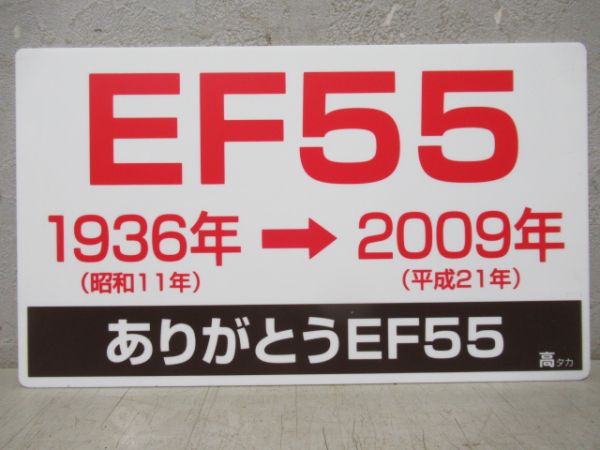 EF55
1936年 → 2009年
(昭和11年) (平成21年)
ありがとうEF55
高タカ